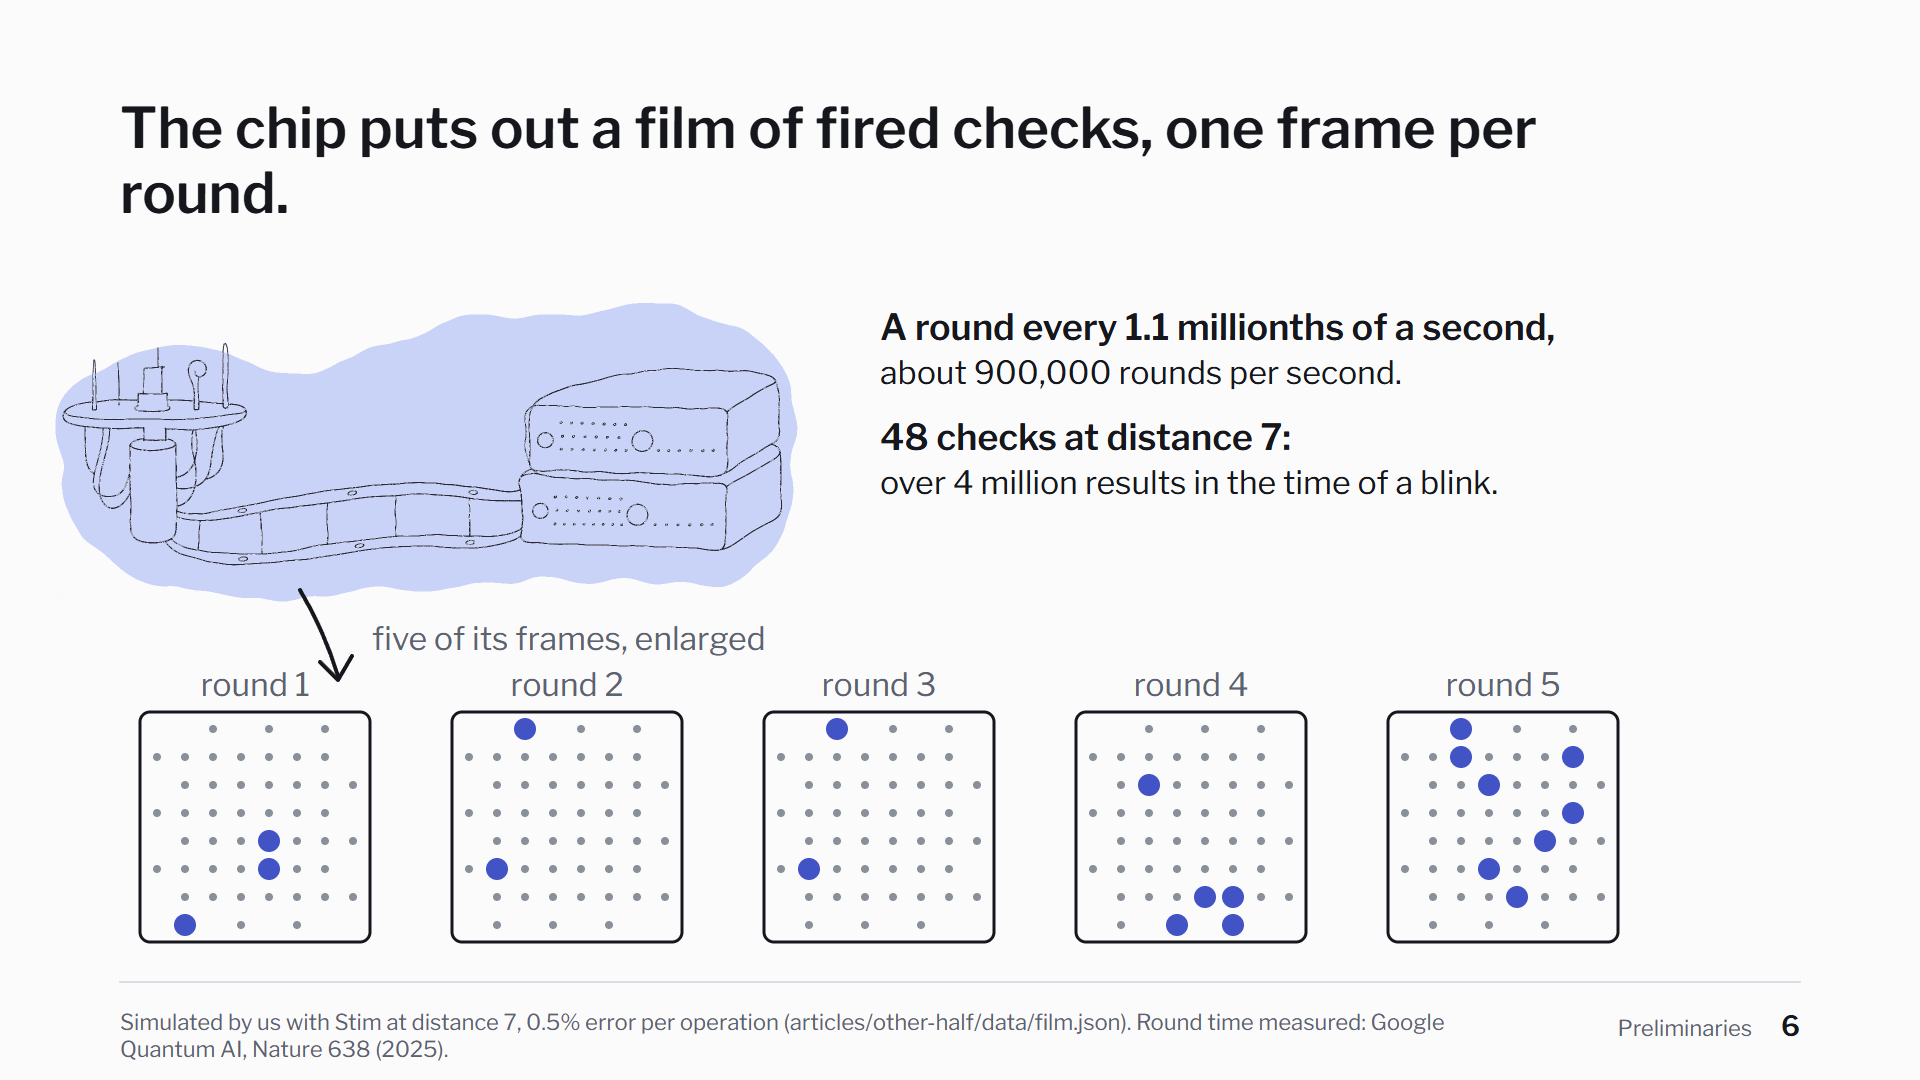 The chip puts out a film of fired checks, one frame per
round.
A round every 1.1 millionths of a second,
about 900,000 rounds per second.
48 checks at distance 7:
over 4 million results in the time of a blink.
five of its frames, enlarged
round 1
round 2
round 3
round 4
round 5
Simulated by us with Stim at distance 7, 0.5% error per operation (articles/other-half/data/film.json). Round time measured: Google
Quantum AI, Nature 638 (2025).
Preliminaries 6